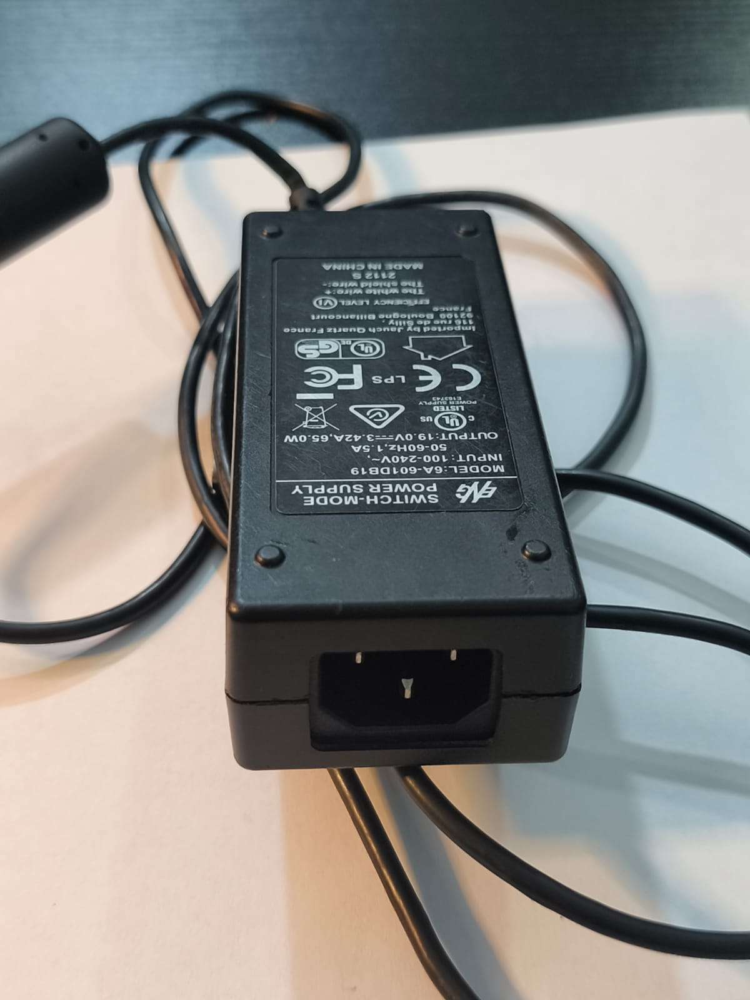 ENG
SWITCH-MODE
POWER SUPPLY
MODEL:6A-601DB19
INPUT:100-240V~,
50-60Hz,1.5A
OUTPUT:19.0V⎓3.42A,65.0W
C UL US
LISTED
POWER SUPPLY
E163743
CE LPS FC
UL DE GS
Imported by Jauch Quartz France
116 rue de Silly,
92100 Boulogne Billancourt
France
EFFICIENCY LEVEL VI
The white wire:+
The shield wire:-
2112 S
MADE IN CHINA